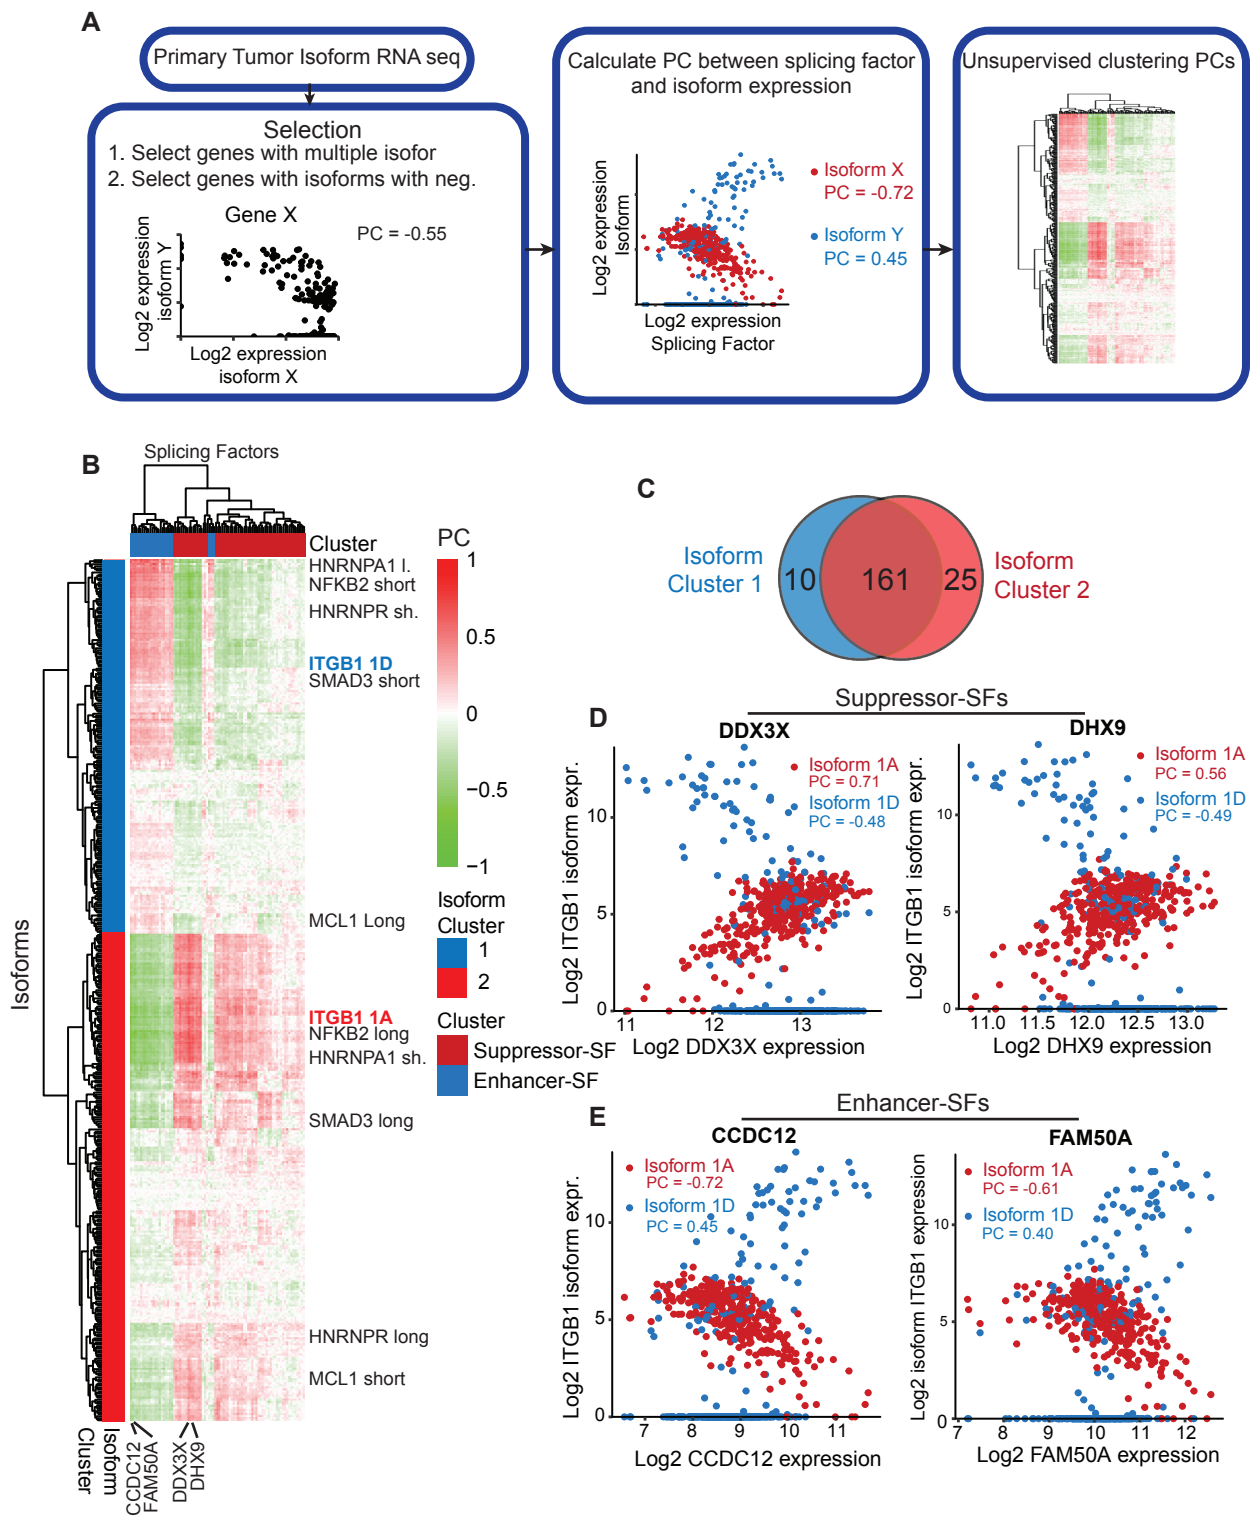 A
Primary Tumor Isoform RNA seq
Selection
1. Select genes with multiple isofor
2. Select genes with isoforms with neg.
Gene X
PC = -0.55
Log2 expression
isoform Y
Log2 expression
isoform X
Calculate PC between splicing factor
and isoform expression
Log2 expression
Isoform
Isoform X
PC = -0.72
Isoform Y
PC = 0.45
Log2 expression
Splicing Factor
Unsupervised clustering PCs
B
Splicing Factors
Cluster
HNRNPA1 l.
NFKB2 short
HNRNPR sh.
ITGB1 1D
SMAD3 short
MCL1 Long
ITGB1 1A
NFKB2 long
HNRNPA1 sh.
SMAD3 long
HNRNPR long
MCL1 short
Isoforms
Cluster
Isoform
CCDC12
FAM50A
DDX3X
DHX9
PC
1
0.5
0
−0.5
−1
Isoform
Cluster
1
2
Cluster
Suppressor-SF
Enhancer-SF
C
Isoform
Cluster 1
10
161
25
Isoform
Cluster 2
D
Suppressor-SFs
DDX3X
Isoform 1A
PC = 0.71
Isoform 1D
PC = -0.48
Log2 ITGB1 isoform expr.
10
5
0
11
12
13
Log2 DDX3X expression
DHX9
Isoform 1A
PC = 0.56
Isoform 1D
PC = -0.49
Log2 ITGB1 isoform expr.
10
5
0
11.0
11.5
12.0
12.5
13.0
Log2 DHX9 expression
E
Enhancer-SFs
CCDC12
Isoform 1A
PC = -0.72
Isoform 1D
PC = 0.45
Log2 ITGB1 isoform expr.
10
5
0
7
8
9
10
11
Log2 CCDC12 expression
FAM50A
Isoform 1A
PC = -0.61
Isoform 1D
PC = 0.40
Log2 isoform ITGB1 expression
10
5
0
7
8
9
10
11
12
Log2 FAM50A expression